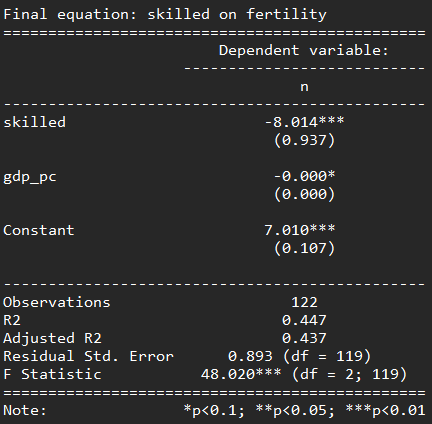 Final equation: skilled on fertility
==================================================
Dependent variable:
---------------------------
n
--------------------------------------------------
skilled -8.014***
(0.937)
gdp_pc -0.000*
(0.000)
Constant 7.010***
(0.107)
--------------------------------------------------
Observations 122
R2 0.447
Adjusted R2 0.437
Residual Std. Error 0.893 (df = 119)
F Statistic 48.020*** (df = 2; 119)
==================================================
Note: *p<0.1; **p<0.05; ***p<0.01